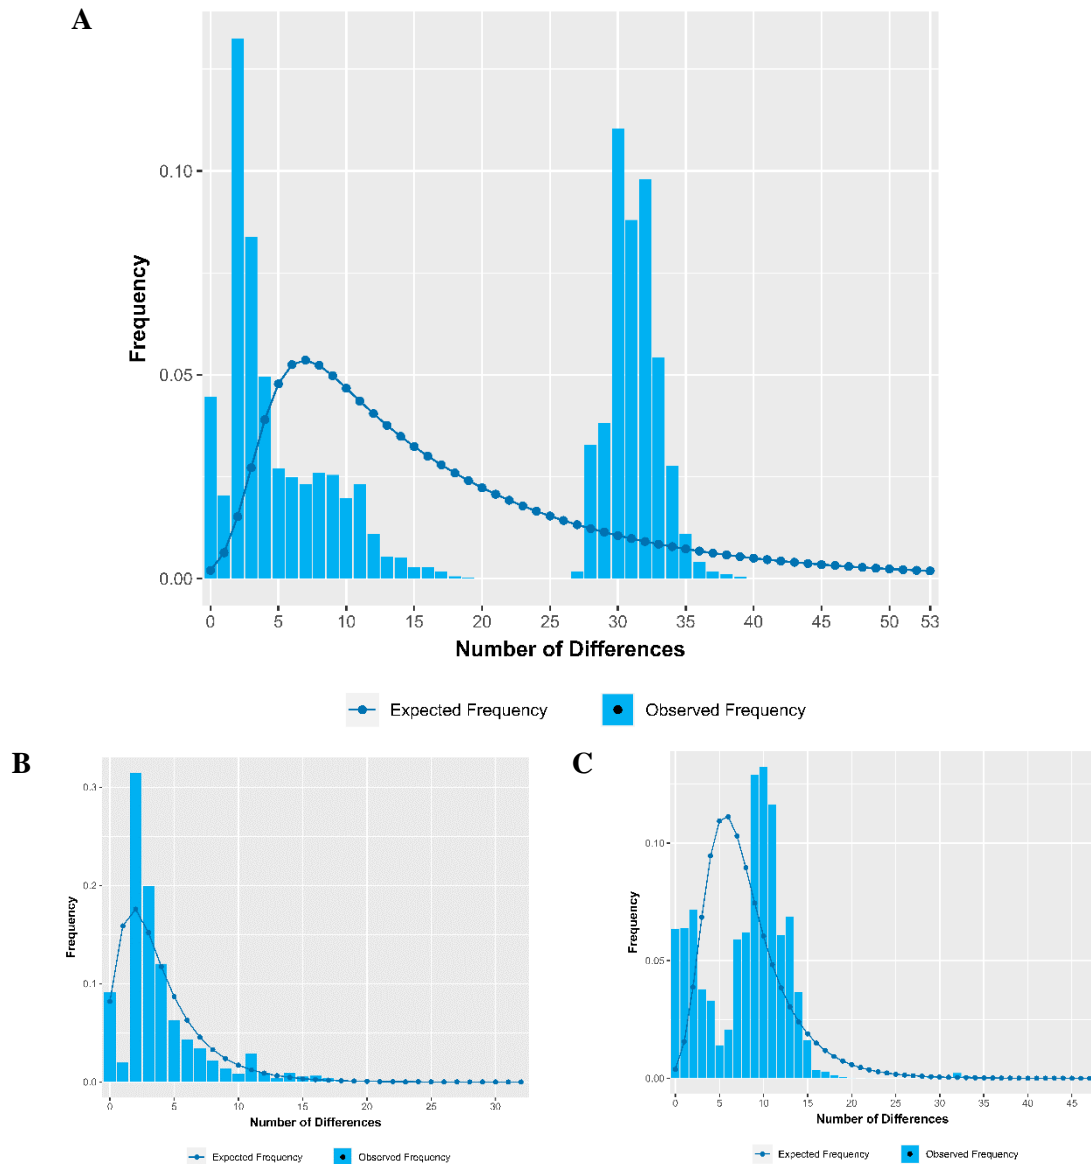 A
Frequency
0.10
0.05
0.00
0 5 10 15 20 25 30 35 40 45 50 53
Number of Differences
Expected Frequency Observed Frequency
B
Frequency
0.3
0.2
0.1
0.0
0 5 10 15 20 25 30
Number of Differences
Expected Frequency Observed Frequency
C
Frequency
0.10
0.05
0.00
0 5 10 15 20 25 30 35 40 45
Number of Differences
Expected Frequency Observed Frequency